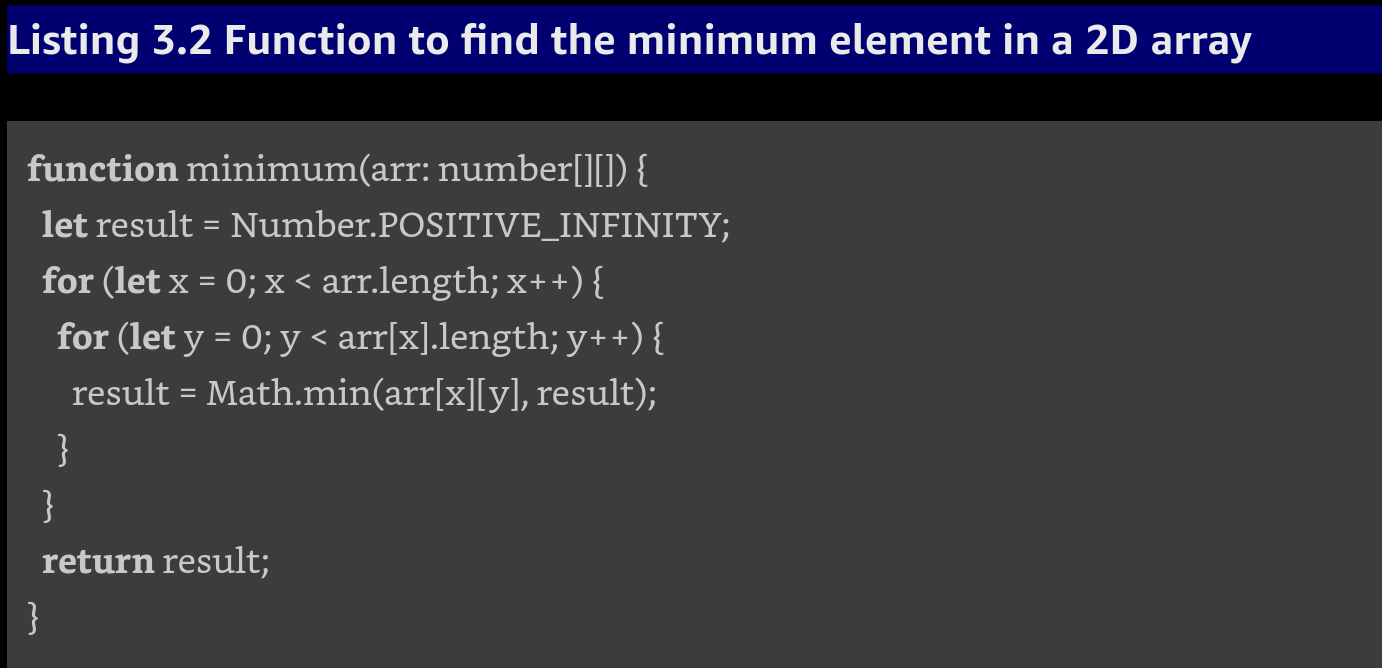 Listing 3.2 Function to find the minimum element in a 2D array
function minimum(arr: number[][]) {
let result = Number.POSITIVE_INFINITY;
for (let x = 0; x < arr.length; x++) {
for (let y = 0; y < arr[x].length; y++) {
result = Math.min(arr[x][y], result);
}
}
return result;
}